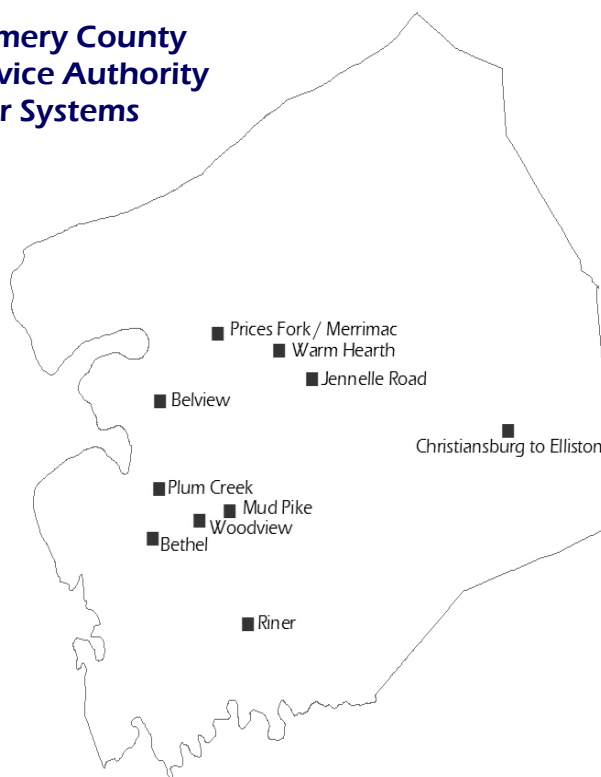 mery County
vice Authority
r Systems
Prices Fork / Merrimac
Warm Hearth
Jennelle Road
Belview
Christiansburg to Elliston
Plum Creek
Mud Pike
Woodview
Bethel
Riner